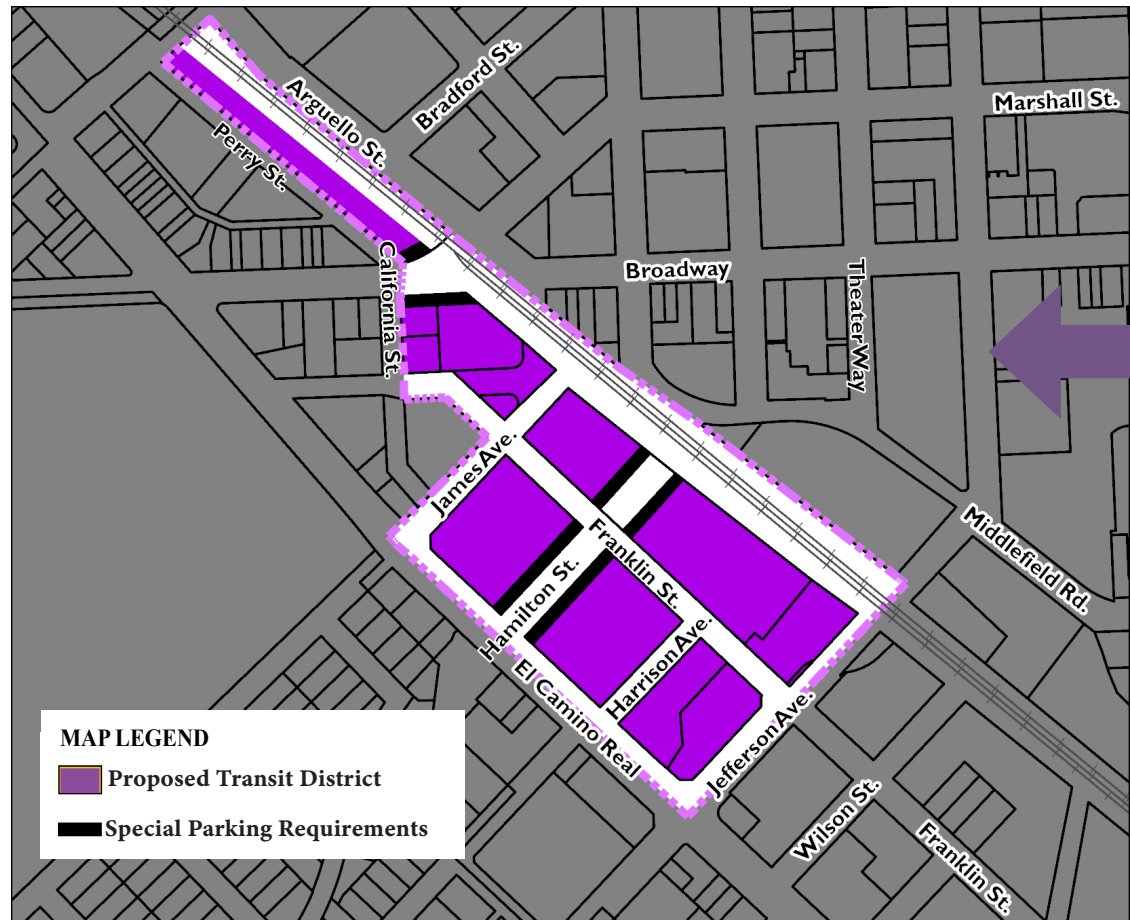 Bradford St.
Marshall St.
Arguello St.
Perry St.
Broadway
California St.
Theater Way
James Ave.
Middlefield Rd.
Franklin St.
Hamilton St.
Harrison Ave.
El Camino Real
Jefferson Ave.
Wilson St.
Franklin St.
MAP LEGEND
Proposed Transit District
Special Parking Requirements